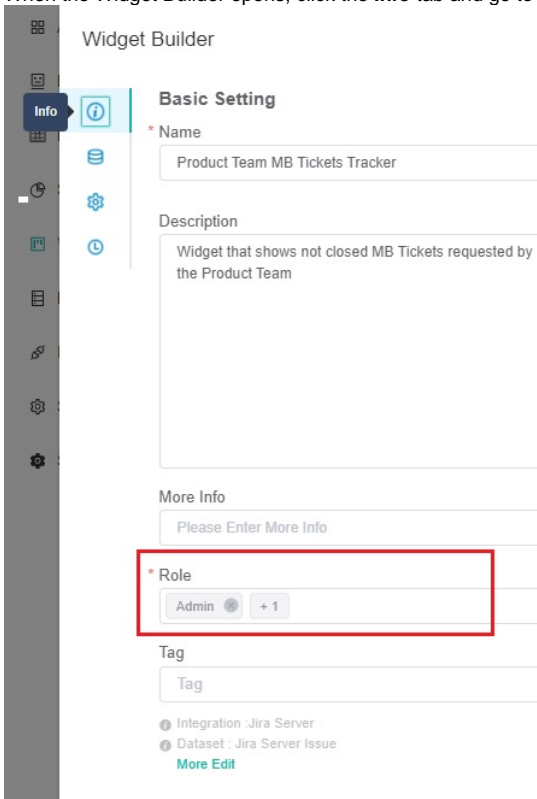 When the Widget Builder opens, click the Info tab and go to
Widget Builder
Info
Basic Setting
* Name
Product Team MB Tickets Tracker
Description
Widget that shows not closed MB Tickets requested by
the Product Team
More Info
Please Enter More Info
* Role
Admin
+ 1
Tag
Tag
Integration :Jira Server
Dataset : Jira Server Issue
More Edit